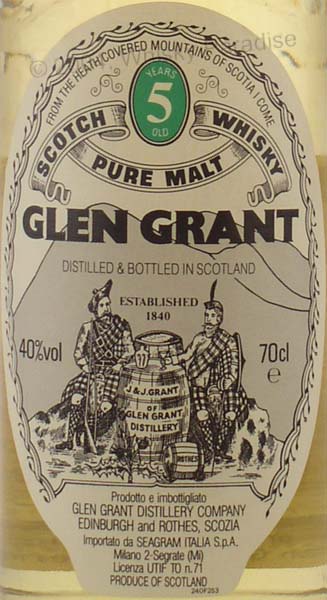 © Whisky Paradise
FROM THE HEATH COVERED MOUNTAINS OF SCOTIA I COME
YEARS
5
OLD
SCOTCH WHISKY
PURE MALT
GLEN GRANT
DISTILLED & BOTTLED IN SCOTLAND
ESTABLISHED
1840
40%vol
70cl
e
J.&J.GRANT
OF
GLEN GRANT
DISTILLERY
ROTHES
Prodotto e imbottigliato
GLEN GRANT DISTILLERY COMPANY
EDINBURGH and ROTHES, SCOZIA
Importato da SEAGRAM ITALIA S.p.A.
Milano 2-Segrate (Mi)
Licenza UTIF TO n.71
PRODUCE OF SCOTLAND
240F253